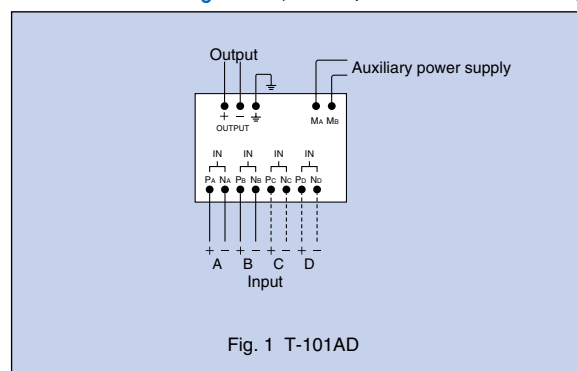 Output
Auxiliary power supply
+ − ⏚ MA MB
OUTPUT
IN IN IN IN
PA NA PB NB PC NC PD ND
+ − + − + − + −
A B C D
Input
Fig. 1 T-101AD